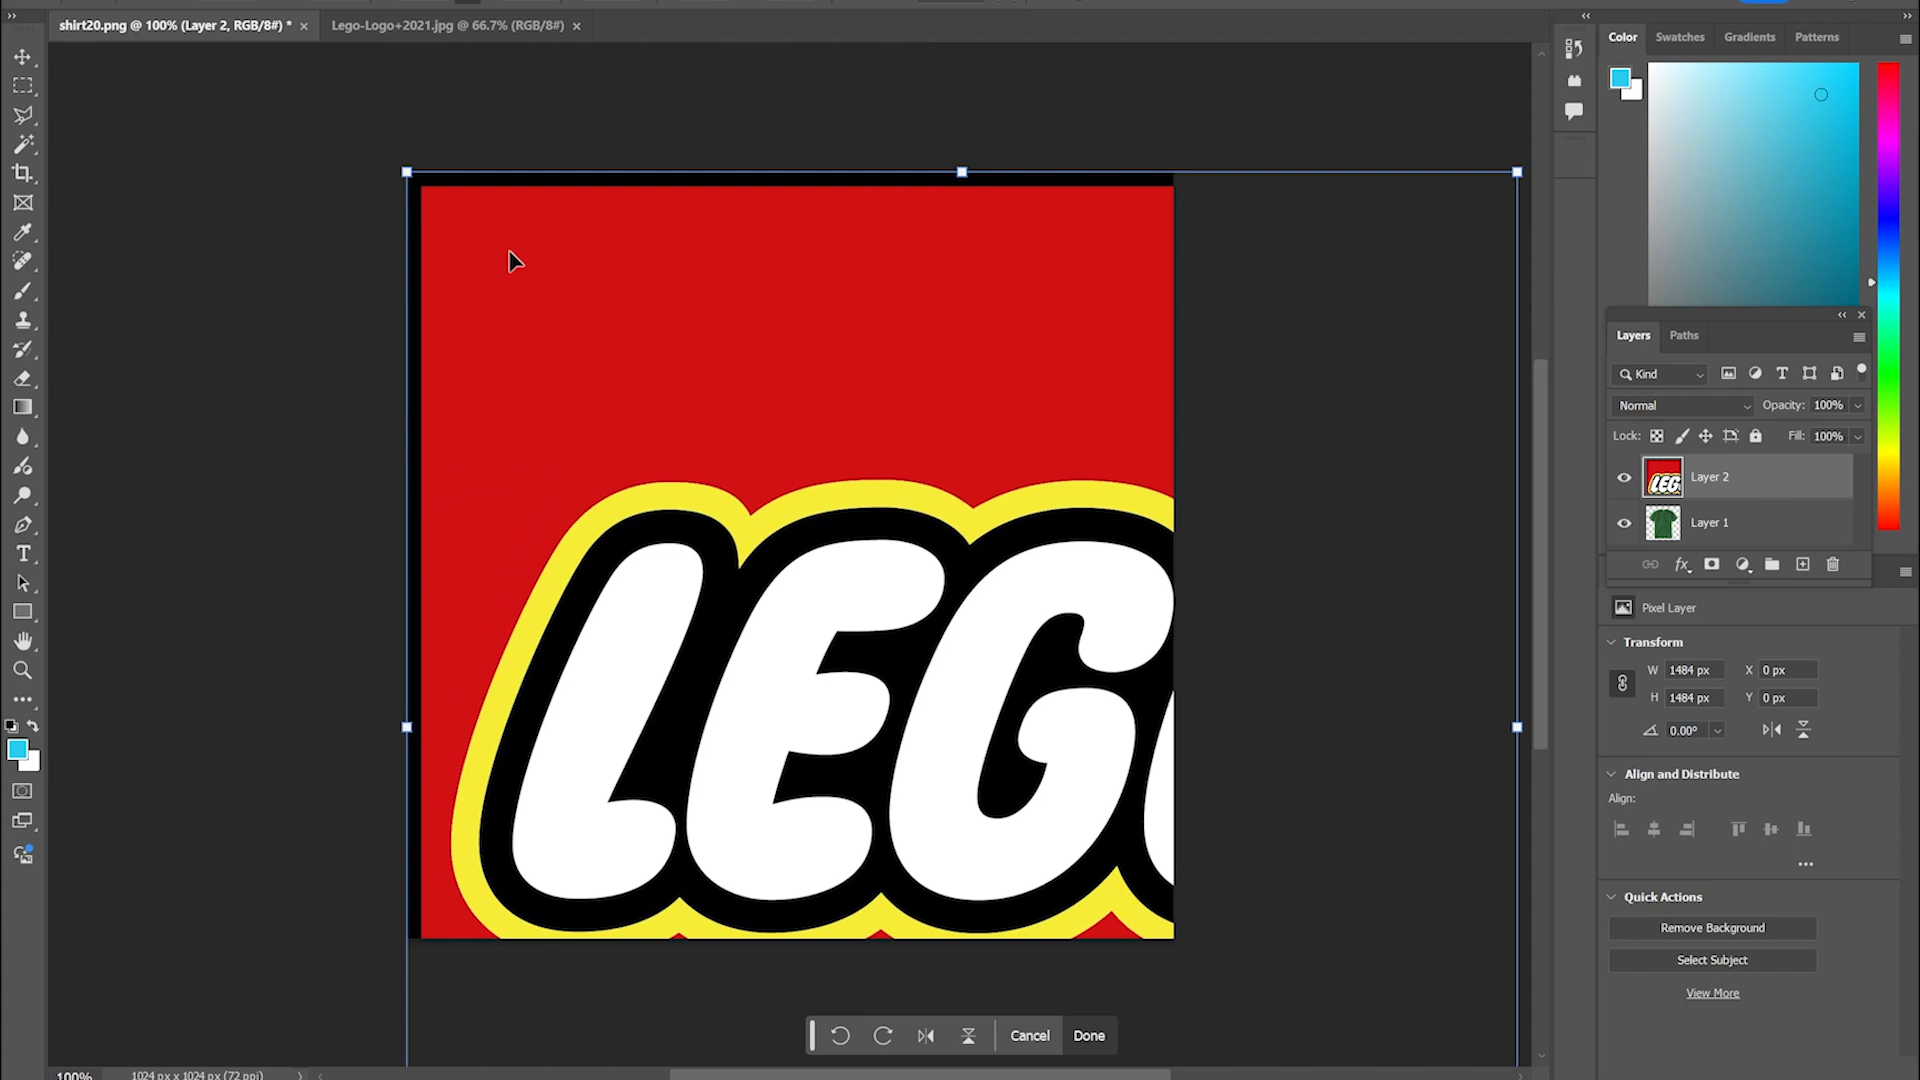 shirt20.png @ 100% (Layer 2, RGB/8#) *
Lego-Logo+2021.jpg @ 66.7% (RGB/8#)
Color
Swatches
Gradients
Patterns
Layers
Paths
Kind
Normal
Opacity: 100%
Lock:
Fill: 100%
Layer 2
Layer 1
Pixel Layer
Transform
W 1484 px X 0 px
H 1484 px Y 0 px
0.00°
Align and Distribute
Align:
Quick Actions
Remove Background
Select Subject
View More
LEG
Cancel
Done
100%
1024 px x 1024 px (72 ppi)